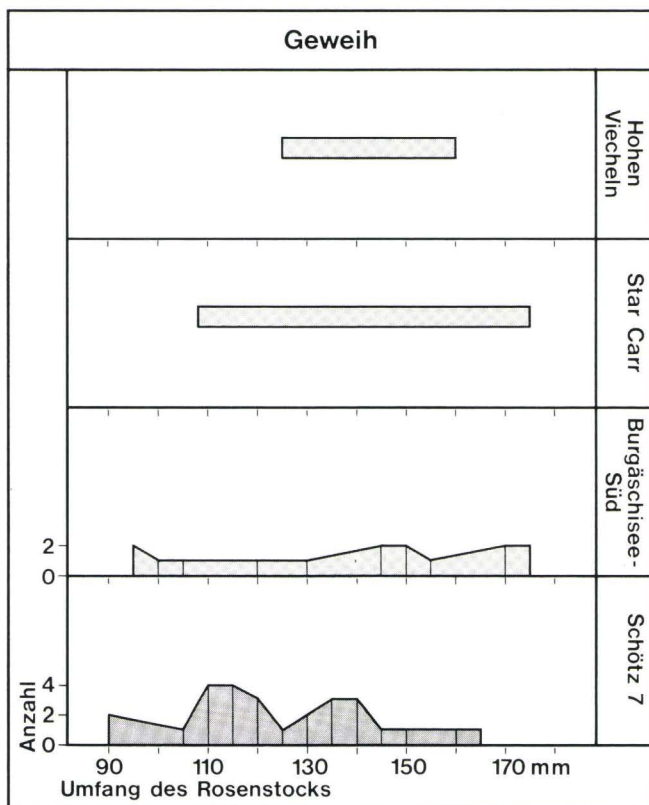 Geweih
Hohen
Viecheln
Star Carr
Burgäschisee-
Süd
2
0
Schötz 7
4
2
0
Anzahl
90 110 130 150 170 mm
Umfang des Rosenstocks